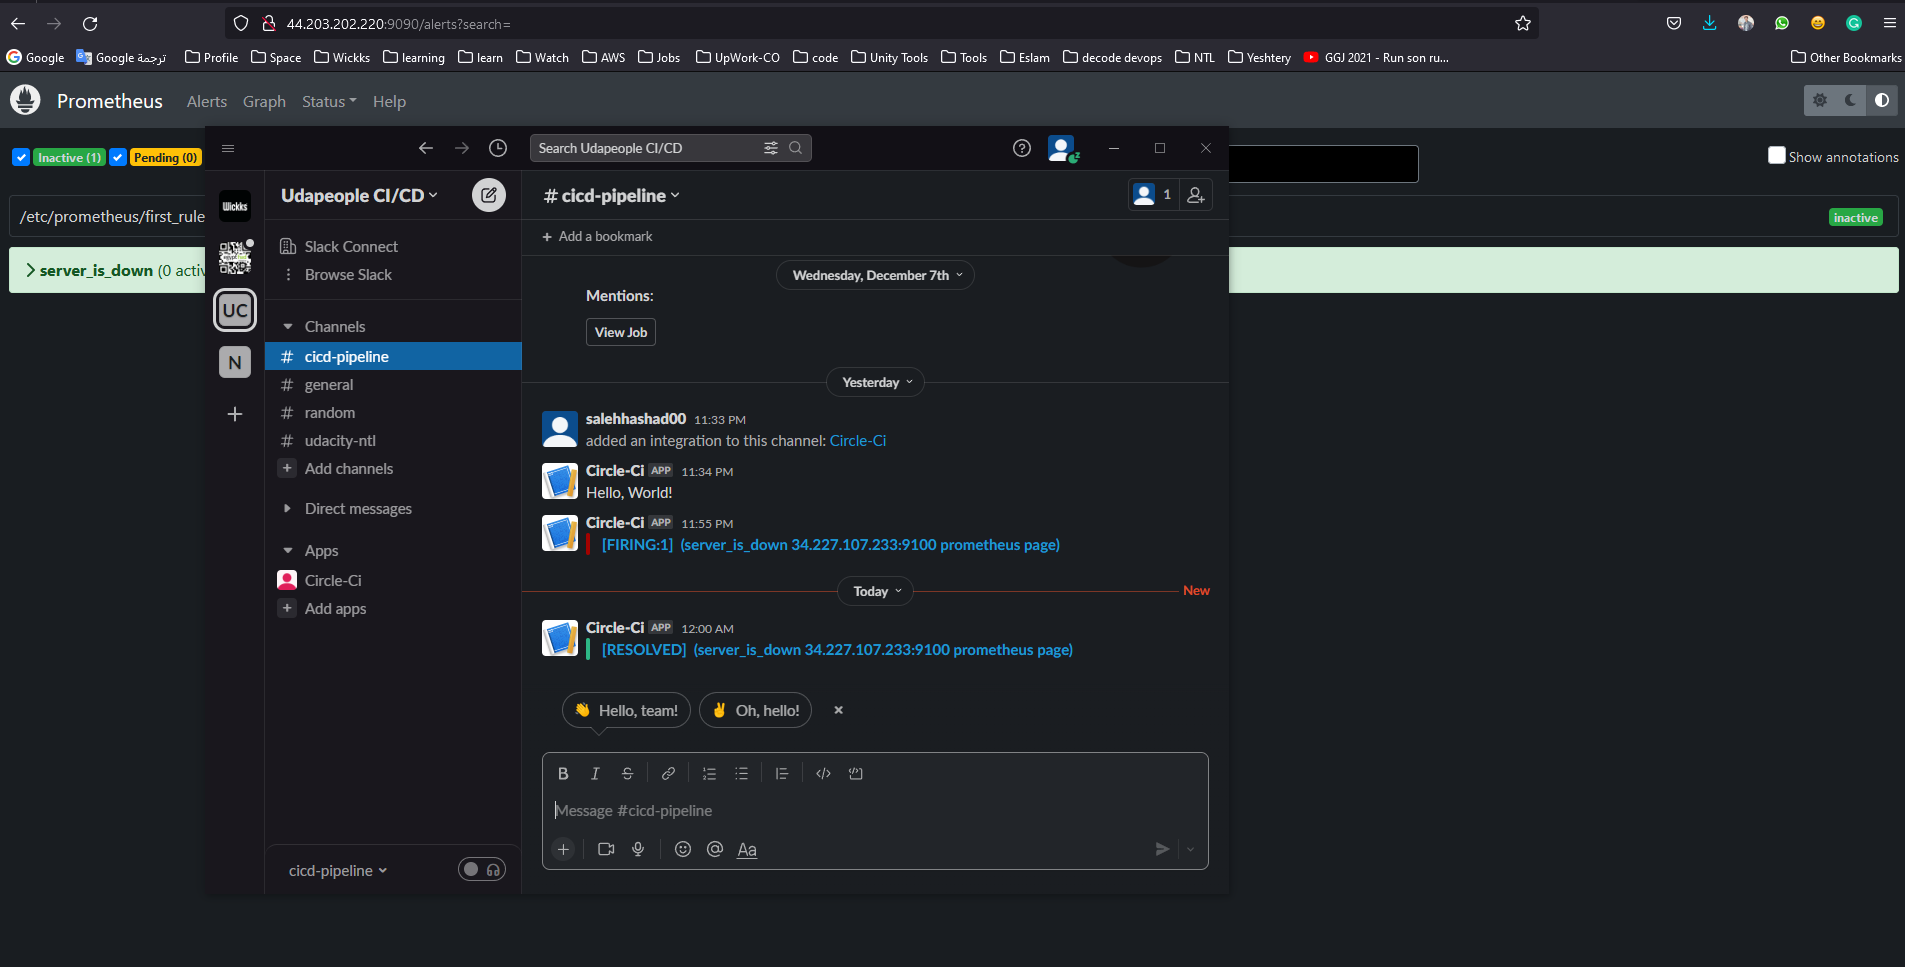 44.203.202.220:9090/alerts?search=
Google
Google ترجمة
Profile
Space
Wickks
learning
learn
Watch
AWS
Jobs
UpWork-CO
code
Unity Tools
Tools
Eslam
decode devops
NTL
Yeshtery
GGJ 2021 - Run son ru...
Other Bookmarks
Prometheus
Alerts
Graph
Status
Help
Inactive (1)
Pending (0)
Show annotations
/etc/prometheus/first_rule
inactive
server_is_down (0 activ
Search Udapeople CI/CD
Wickks
UC
N
Udapeople CI/CD
Slack Connect
Browse Slack
Channels
# cicd-pipeline
# general
# random
# udacity-ntl
+ Add channels
Direct messages
Apps
Circle-Ci
+ Add apps
cicd-pipeline
# cicd-pipeline
1
+ Add a bookmark
Wednesday, December 7th
Mentions:
View Job
Yesterday
salehhashad00 11:33 PM
added an integration to this channel: Circle-Ci
Circle-Ci APP 11:34 PM
Hello, World!
Circle-Ci APP 11:55 PM
[FIRING:1] (server_is_down 34.227.107.233:9100 prometheus page)
Today
New
Circle-Ci APP 12:00 AM
[RESOLVED] (server_is_down 34.227.107.233:9100 prometheus page)
👋 Hello, team!
✌ Oh, hello!
B I S
Message #cicd-pipeline
Aa